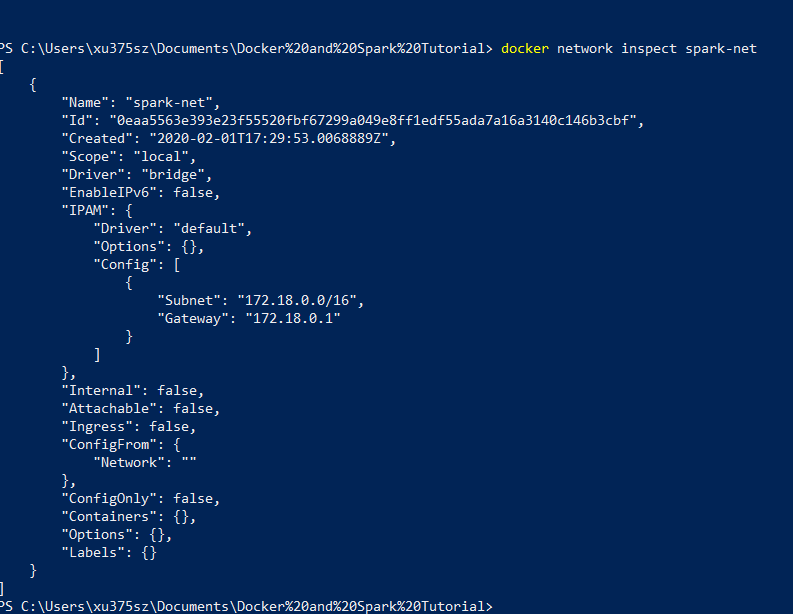 PS C:\Users\xu375sz\Documents\Docker%20and%20Spark%20Tutorial> docker network inspect spark-net
[
    {
        "Name": "spark-net",
        "Id": "0eaa5563e393e23f55520fbf67299a049e8ff1edf55ada7a16a3140c146b3cbf",
        "Created": "2020-02-01T17:29:53.0068889Z",
        "Scope": "local",
        "Driver": "bridge",
        "EnableIPv6": false,
        "IPAM": {
            "Driver": "default",
            "Options": {},
            "Config": [
                {
                    "Subnet": "172.18.0.0/16",
                    "Gateway": "172.18.0.1"
                }
            ]
        },
        "Internal": false,
        "Attachable": false,
        "Ingress": false,
        "ConfigFrom": {
            "Network": ""
        },
        "ConfigOnly": false,
        "Containers": {},
        "Options": {},
        "Labels": {}
    }
]
PS C:\Users\xu375sz\Documents\Docker%20and%20Spark%20Tutorial>